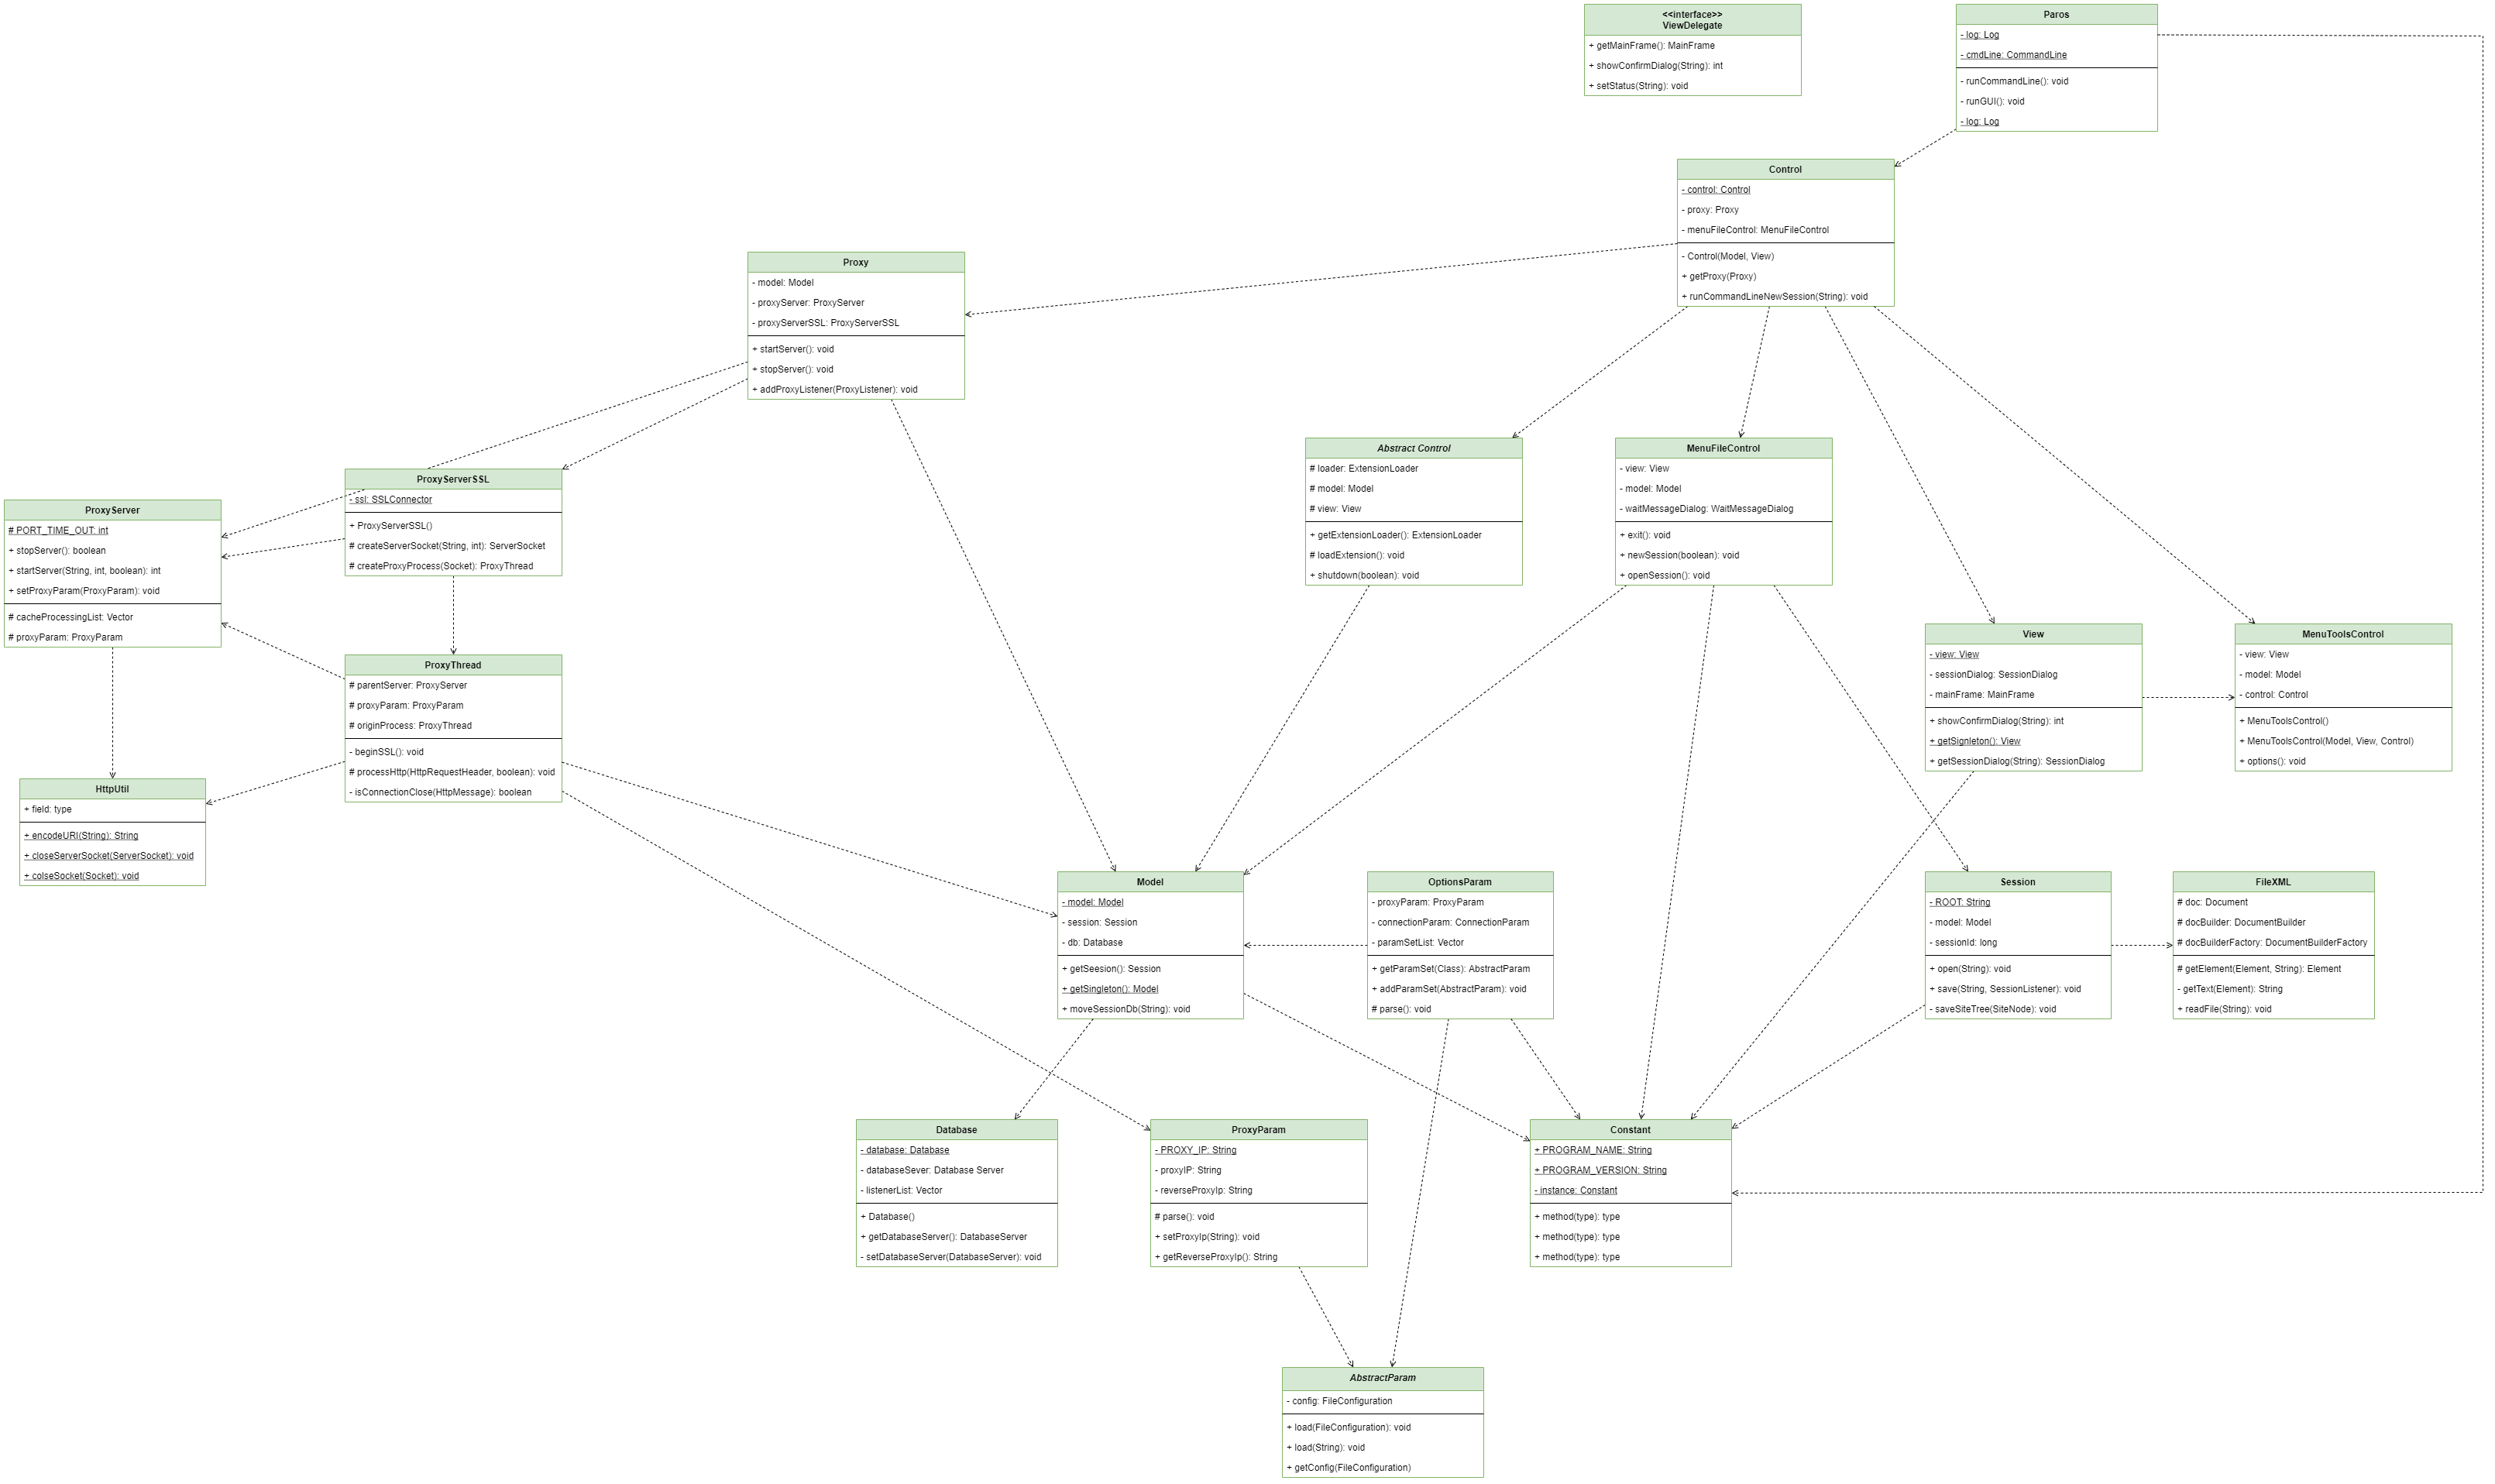 <<interface>>
ViewDelegate
+ getMainFrame(): MainFrame
+ showConfirmDialog(String): int
+ setStatus(String): void
Paros
- log: Log
- cmdLine: CommandLine
- runCommandLine(): void
- runGUI(): void
- log: Log
Control
- control: Control
- proxy: Proxy
- menuFileControl: MenuFileControl
- Control(Model, View)
+ getProxy(Proxy)
+ runCommandLineNewSession(String): void
Proxy
- model: Model
- proxyServer: ProxyServer
- proxyServerSSL: ProxyServerSSL
+ startServer(): void
+ stopServer(): void
+ addProxyListener(ProxyListener): void
Abstract Control
# loader: ExtensionLoader
# model: Model
# view: View
+ getExtensionLoader(): ExtensionLoader
# loadExtension(): void
+ shutdown(boolean): void
MenuFileControl
- view: View
- model: Model
- waitMessageDialog: WaitMessageDialog
+ exit(): void
+ newSession(boolean): void
+ openSession(): void
ProxyServerSSL
- ssl: SSLConnector
+ ProxyServerSSL()
# createServerSocket(String, int): ServerSocket
# createProxyProcess(Socket): ProxyThread
ProxyServer
# PORT_TIME_OUT: int
+ stopServer(): boolean
+ startServer(String, int, boolean): int
+ setProxyParam(ProxyParam): void
# cacheProcessingList: Vector
# proxyParam: ProxyParam
View
- view: View
- sessionDialog: SessionDialog
- mainFrame: MainFrame
+ showConfirmDialog(String): int
+ getSignleton(): View
+ getSessionDialog(String): SessionDialog
MenuToolsControl
- view: View
- model: Model
- control: Control
+ MenuToolsControl()
+ MenuToolsControl(Model, View, Control)
+ options(): void
ProxyThread
# parentServer: ProxyServer
# proxyParam: ProxyParam
# originProcess: ProxyThread
- beginSSL(): void
# processHttp(HttpRequestHeader, boolean): void
- isConnectionClose(HttpMessage): boolean
HttpUtil
+ field: type
+ encodeURI(String): String
+ closeServerSocket(ServerSocket): void
+ colseSocket(Socket): void
Model
- model: Model
- session: Session
- db: Database
+ getSeesion(): Session
+ getSingleton(): Model
+ moveSessionDb(String): void
OptionsParam
- proxyParam: ProxyParam
- connectionParam: ConnectionParam
- paramSetList: Vector
+ getParamSet(Class): AbstractParam
+ addParamSet(AbstractParam): void
# parse(): void
Session
- ROOT: String
- model: Model
- sessionId: long
+ open(String): void
+ save(String, SessionListener): void
- saveSiteTree(SiteNode): void
FileXML
# doc: Document
# docBuilder: DocumentBuilder
# docBuilderFactory: DocumentBuilderFactory
# getElement(Element, String): Element
- getText(Element): String
+ readFile(String): void
Database
- database: Database
- databaseSever: Database Server
- listenerList: Vector
+ Database()
+ getDatabaseServer(): DatabaseServer
- setDatabaseServer(DatabaseServer): void
ProxyParam
- PROXY_IP: String
- proxyIP: String
- reverseProxyIp: String
# parse(): void
+ setProxyIp(String): void
+ getReverseProxyIp(): String
Constant
+ PROGRAM_NAME: String
+ PROGRAM_VERSION: String
- instance: Constant
+ method(type): type
+ method(type): type
+ method(type): type
AbstractParam
- config: FileConfiguration
+ load(FileConfiguration): void
+ load(String): void
+ getConfig(FileConfiguration)